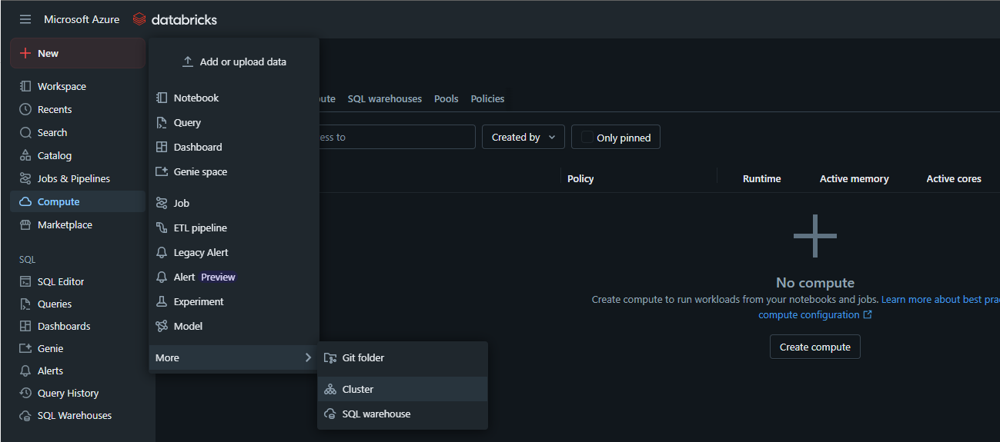 Microsoft Azure databricks
New
Workspace
Recents
Search
Catalog
Jobs & Pipelines
Compute
Marketplace
SQL
SQL Editor
Queries
Dashboards
Genie
Alerts
Query History
SQL Warehouses
Add or upload data
Notebook
Query
Dashboard
Genie space
Job
ETL pipeline
Legacy Alert
Alert Preview
Experiment
Model
More
Git folder
Cluster
SQL warehouse
SQL warehouses Pools Policies
to Created by Only pinned
Policy Runtime Active memory Active cores
No compute
Create compute to run workloads from your notebooks and jobs. Learn more about best
compute configuration
Create compute